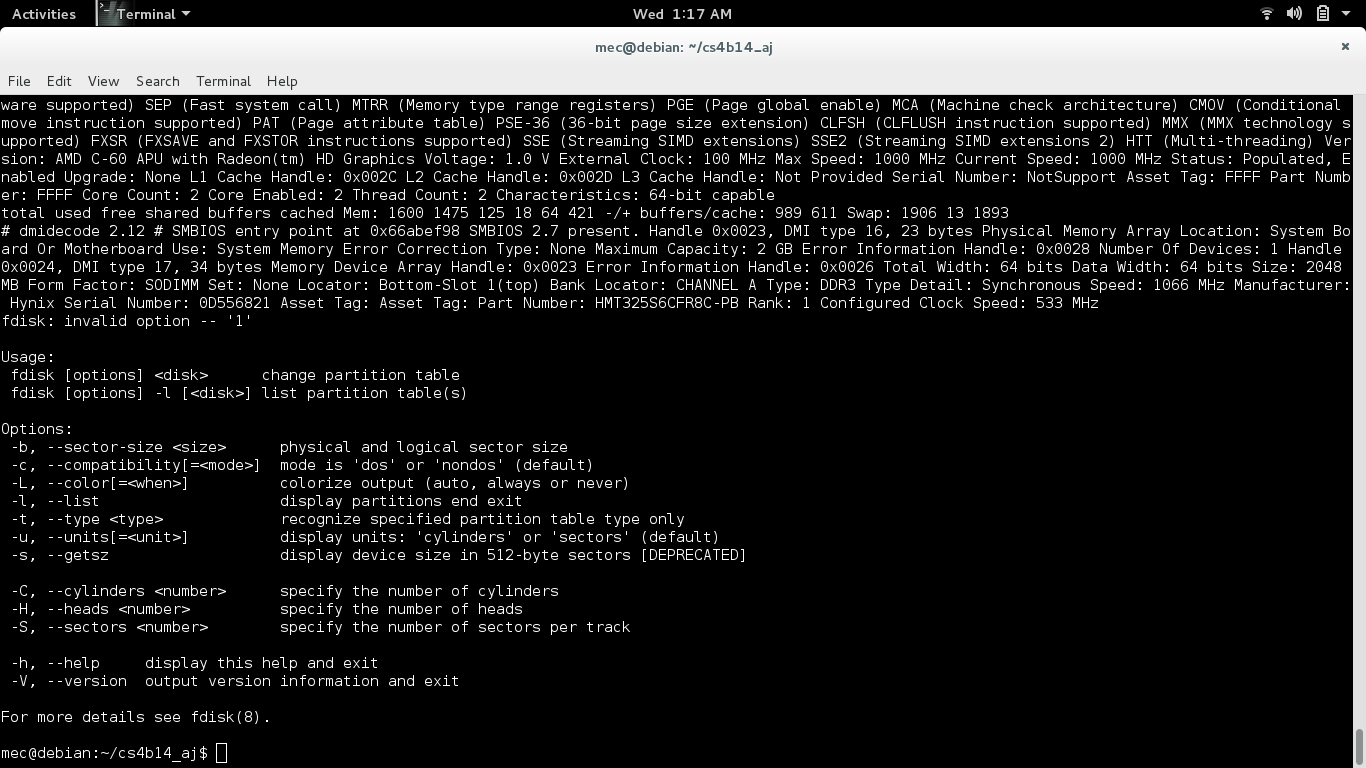 Activities Terminal Wed 1:17 AM
mec@debian: ~/cs4b14_aj ×
File Edit View Search Terminal Help
ware supported) SEP (Fast system call) MTRR (Memory type range registers) PGE (Page global enable) MCA (Machine check architecture) CMOV (Conditional
move instruction supported) PAT (Page attribute table) PSE-36 (36-bit page size extension) CLFSH (CLFLUSH instruction supported) MMX (MMX technology s
upported) FXSR (FXSAVE and FXSTOR instructions supported) SSE (Streaming SIMD extensions) SSE2 (Streaming SIMD extensions 2) HTT (Multi-threading) Ver
sion: AMD C-60 APU with Radeon(tm) HD Graphics Voltage: 1.0 V External Clock: 100 MHz Max Speed: 1000 MHz Current Speed: 1000 MHz Status: Populated, E
nabled Upgrade: None L1 Cache Handle: 0x002C L2 Cache Handle: 0x002D L3 Cache Handle: Not Provided Serial Number: NotSupport Asset Tag: FFFF Part Numb
er: FFFF Core Count: 2 Core Enabled: 2 Thread Count: 2 Characteristics: 64-bit capable
total used free shared buffers cached Mem: 1600 1475 125 18 64 421 -/+ buffers/cache: 989 611 Swap: 1906 13 1893
# dmidecode 2.12 # SMBIOS entry point at 0x66abef98 SMBIOS 2.7 present. Handle 0x0023, DMI type 16, 23 bytes Physical Memory Array Location: System Bo
ard Or Motherboard Use: System Memory Error Correction Type: None Maximum Capacity: 2 GB Error Information Handle: 0x0028 Number Of Devices: 1 Handle
0x0024, DMI type 17, 34 bytes Memory Device Array Handle: 0x0023 Error Information Handle: 0x0026 Total Width: 64 bits Data Width: 64 bits Size: 2048
MB Form Factor: SODIMM Set: None Locator: Bottom-Slot 1(top) Bank Locator: CHANNEL A Type: DDR3 Type Detail: Synchronous Speed: 1066 MHz Manufacturer:
Hynix Serial Number: 0D556821 Asset Tag: Asset Tag: Part Number: HMT325S6CFR8C-PB Rank: 1 Configured Clock Speed: 533 MHz
fdisk: invalid option -- '1'
Usage:
fdisk [options] <disk> change partition table
fdisk [options] -l [<disk>] list partition table(s)
Options:
-b, --sector-size <size> physical and logical sector size
-c, --compatibility[=<mode>] mode is 'dos' or 'nondos' (default)
-L, --color[=<when>] colorize output (auto, always or never)
-l, --list display partitions end exit
-t, --type <type> recognize specified partition table type only
-u, --units[=<unit>] display units: 'cylinders' or 'sectors' (default)
-s, --getsz display device size in 512-byte sectors [DEPRECATED]
-C, --cylinders <number> specify the number of cylinders
-H, --heads <number> specify the number of heads
-S, --sectors <number> specify the number of sectors per track
-h, --help display this help and exit
-V, --version output version information and exit
For more details see fdisk(8).
mec@debian:~/cs4b14_aj$